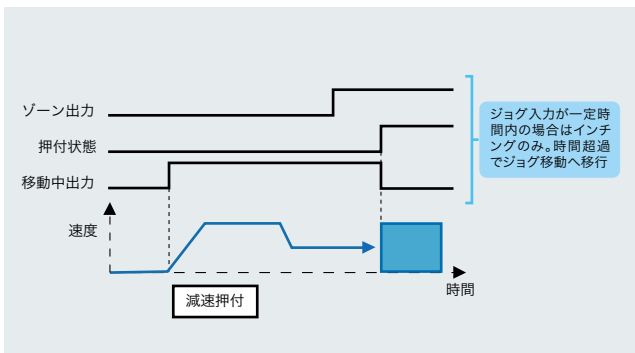 ゾーン出力
押付状態
移動中出力
速度
ジョグ入力が一定時
間内の場合はインチ
ングのみ。時間超過
でジョグ移動へ移行
時間
減速押付